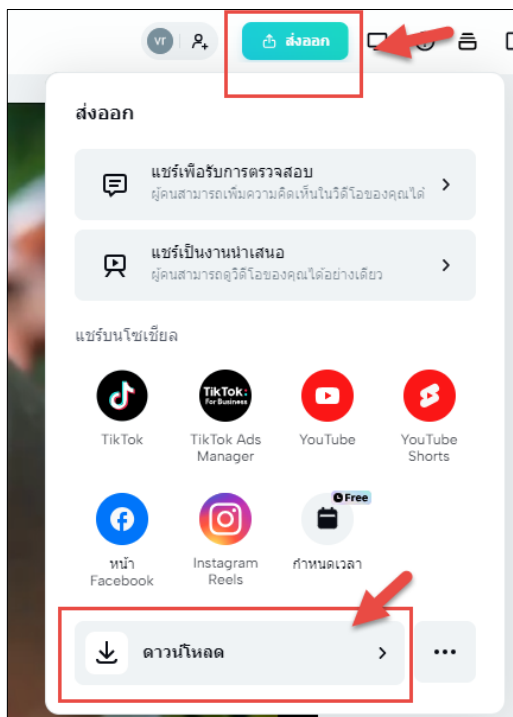 vr
ส่งออก
ส่งออก
แชร์เพื่อรับการตรวจสอบ
ผู้คนสามารถเพิ่มความคิดเห็นในวิดีโอของคุณได้
แชร์เป็นงานนำเสนอ
ผู้คนสามารถดูวิดีโอของคุณได้อย่างเดียว
แชร์บนโซเชียล
TikTok:
For Business
TikTok
TikTok Ads
Manager
YouTube
YouTube
Shorts
Free
หน้า
Facebook
Instagram
Reels
กำหนดเวลา
ดาวน์โหลด